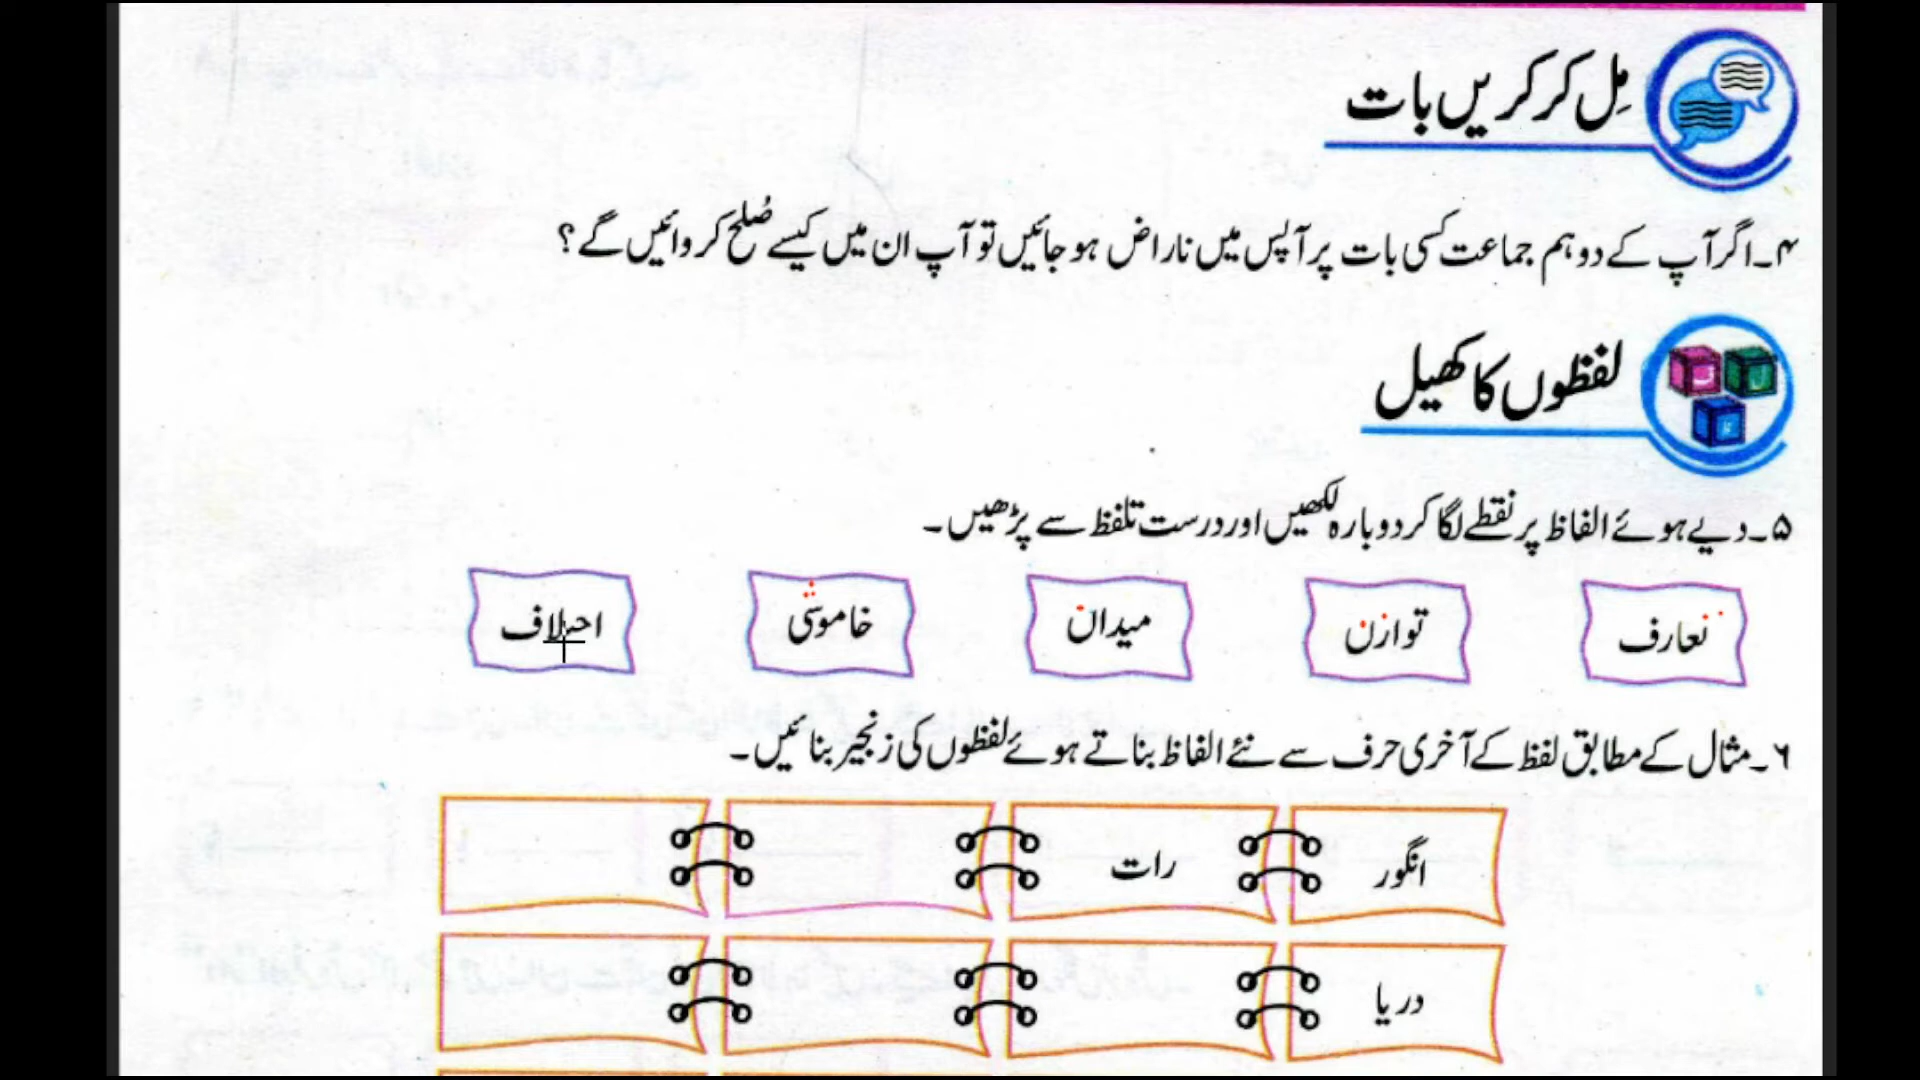 مِل کر کریں بات
۴۔ اگر آپ کے دو ہم جماعت کسی بات پر آپس میں ناراض ہو جائیں تو آپ ان میں کیسے صُلح کروائیں گے؟
لفظوں کا کھیل
۵۔ دیے ہوئے الفاظ پر نقطے لگا کر دوبارہ لکھیں اور درست تلفظ سے پڑھیں۔
تعارف توازن میدان خاموشی
۶۔ مثال کے مطابق لفظ کے آخری حرف سے نئے الفاظ بناتے ہوئے لفظوں کی زنجیر بنائیں۔
انگور رات
دریا